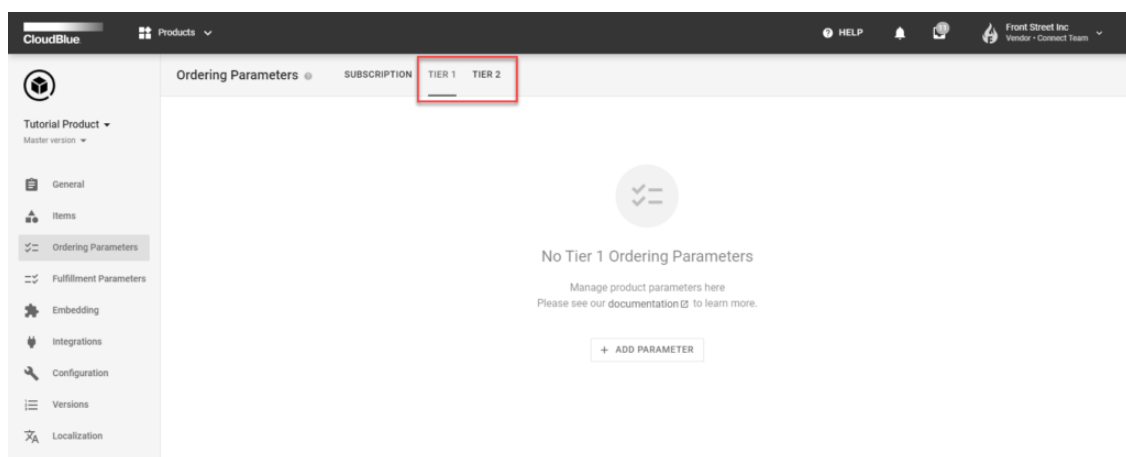 CloudBlue
Products
HELP
Front Street Inc
Vendor • Connect Team
Ordering Parameters
SUBSCRIPTION
TIER 1
TIER 2
Tutorial Product
Master version
General
Items
Ordering Parameters
Fulfillment Parameters
Embedding
Integrations
Configuration
Versions
Localization
No Tier 1 Ordering Parameters
Manage product parameters here
Please see our documentation to learn more.
+ ADD PARAMETER